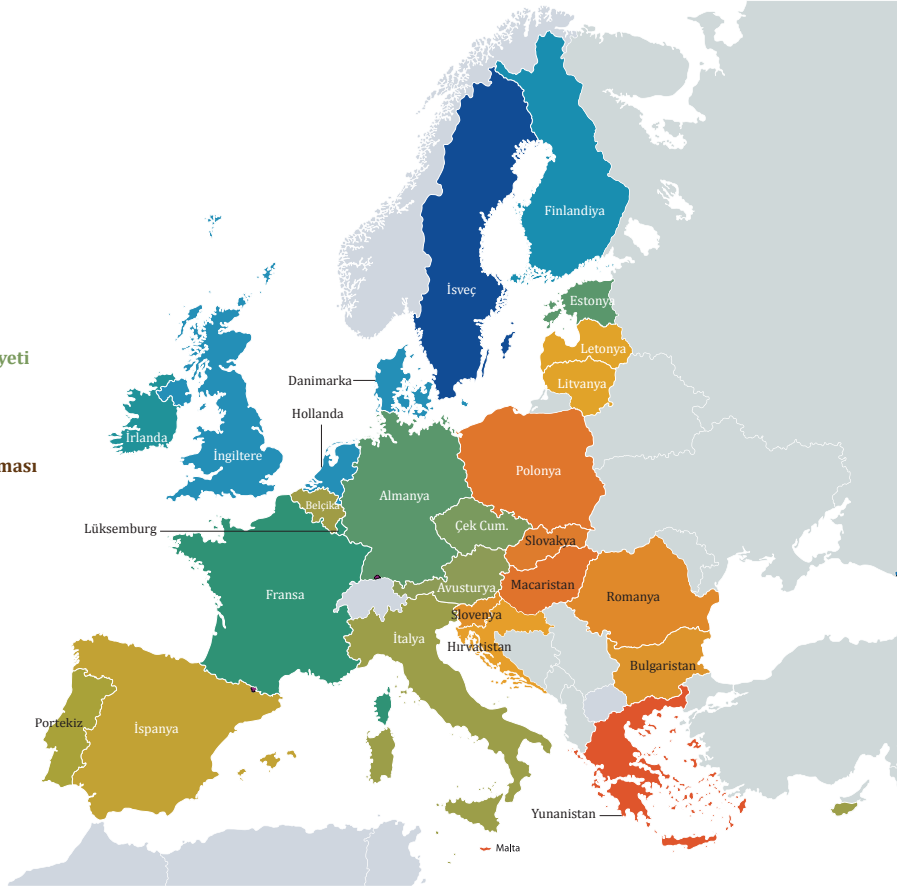 Finlandiya
İsveç
Estonya
Letonya
yeti
Danimarka
Litvanya
Hollanda
İrlanda
İngiltere
ması
Polonya
Almanya
Belçika
Lüksemburg
Çek Cum.
Slovakya
Avusturya
Macaristan
Fransa
Romanya
Slovenya
İtalya
Hırvatistan
Bulgaristan
Portekiz
İspanya
Yunanistan
Malta